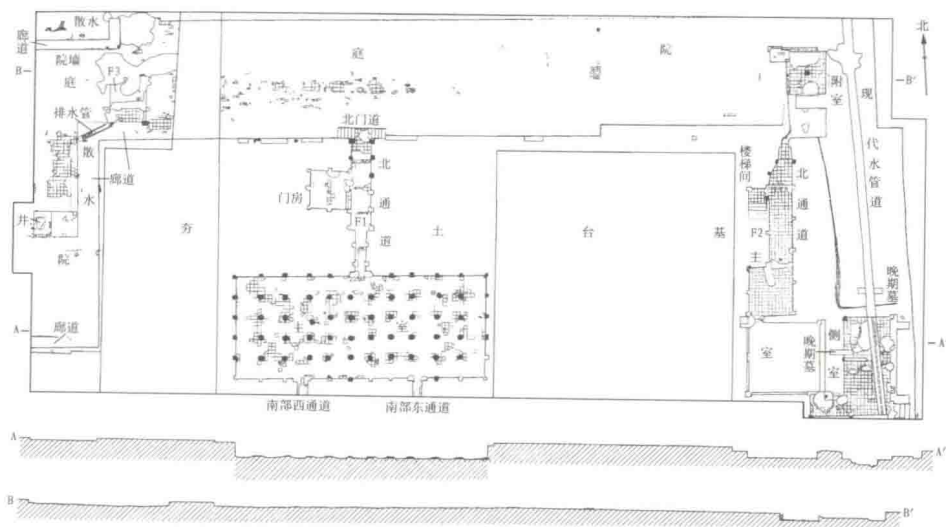 散水
廊道
院墙
庭
F3
排水管
散水
廊道
井
院
廊道
庭院
北门道
门房
北通道
F1
夯土台基
主室
南部西通道
南部东通道
附室
楼梯间
北通道
F2
主室
侧室
晚期墓
晚期墓
现代水管道
北
B
B'
A
A'
A
A'
B
B'